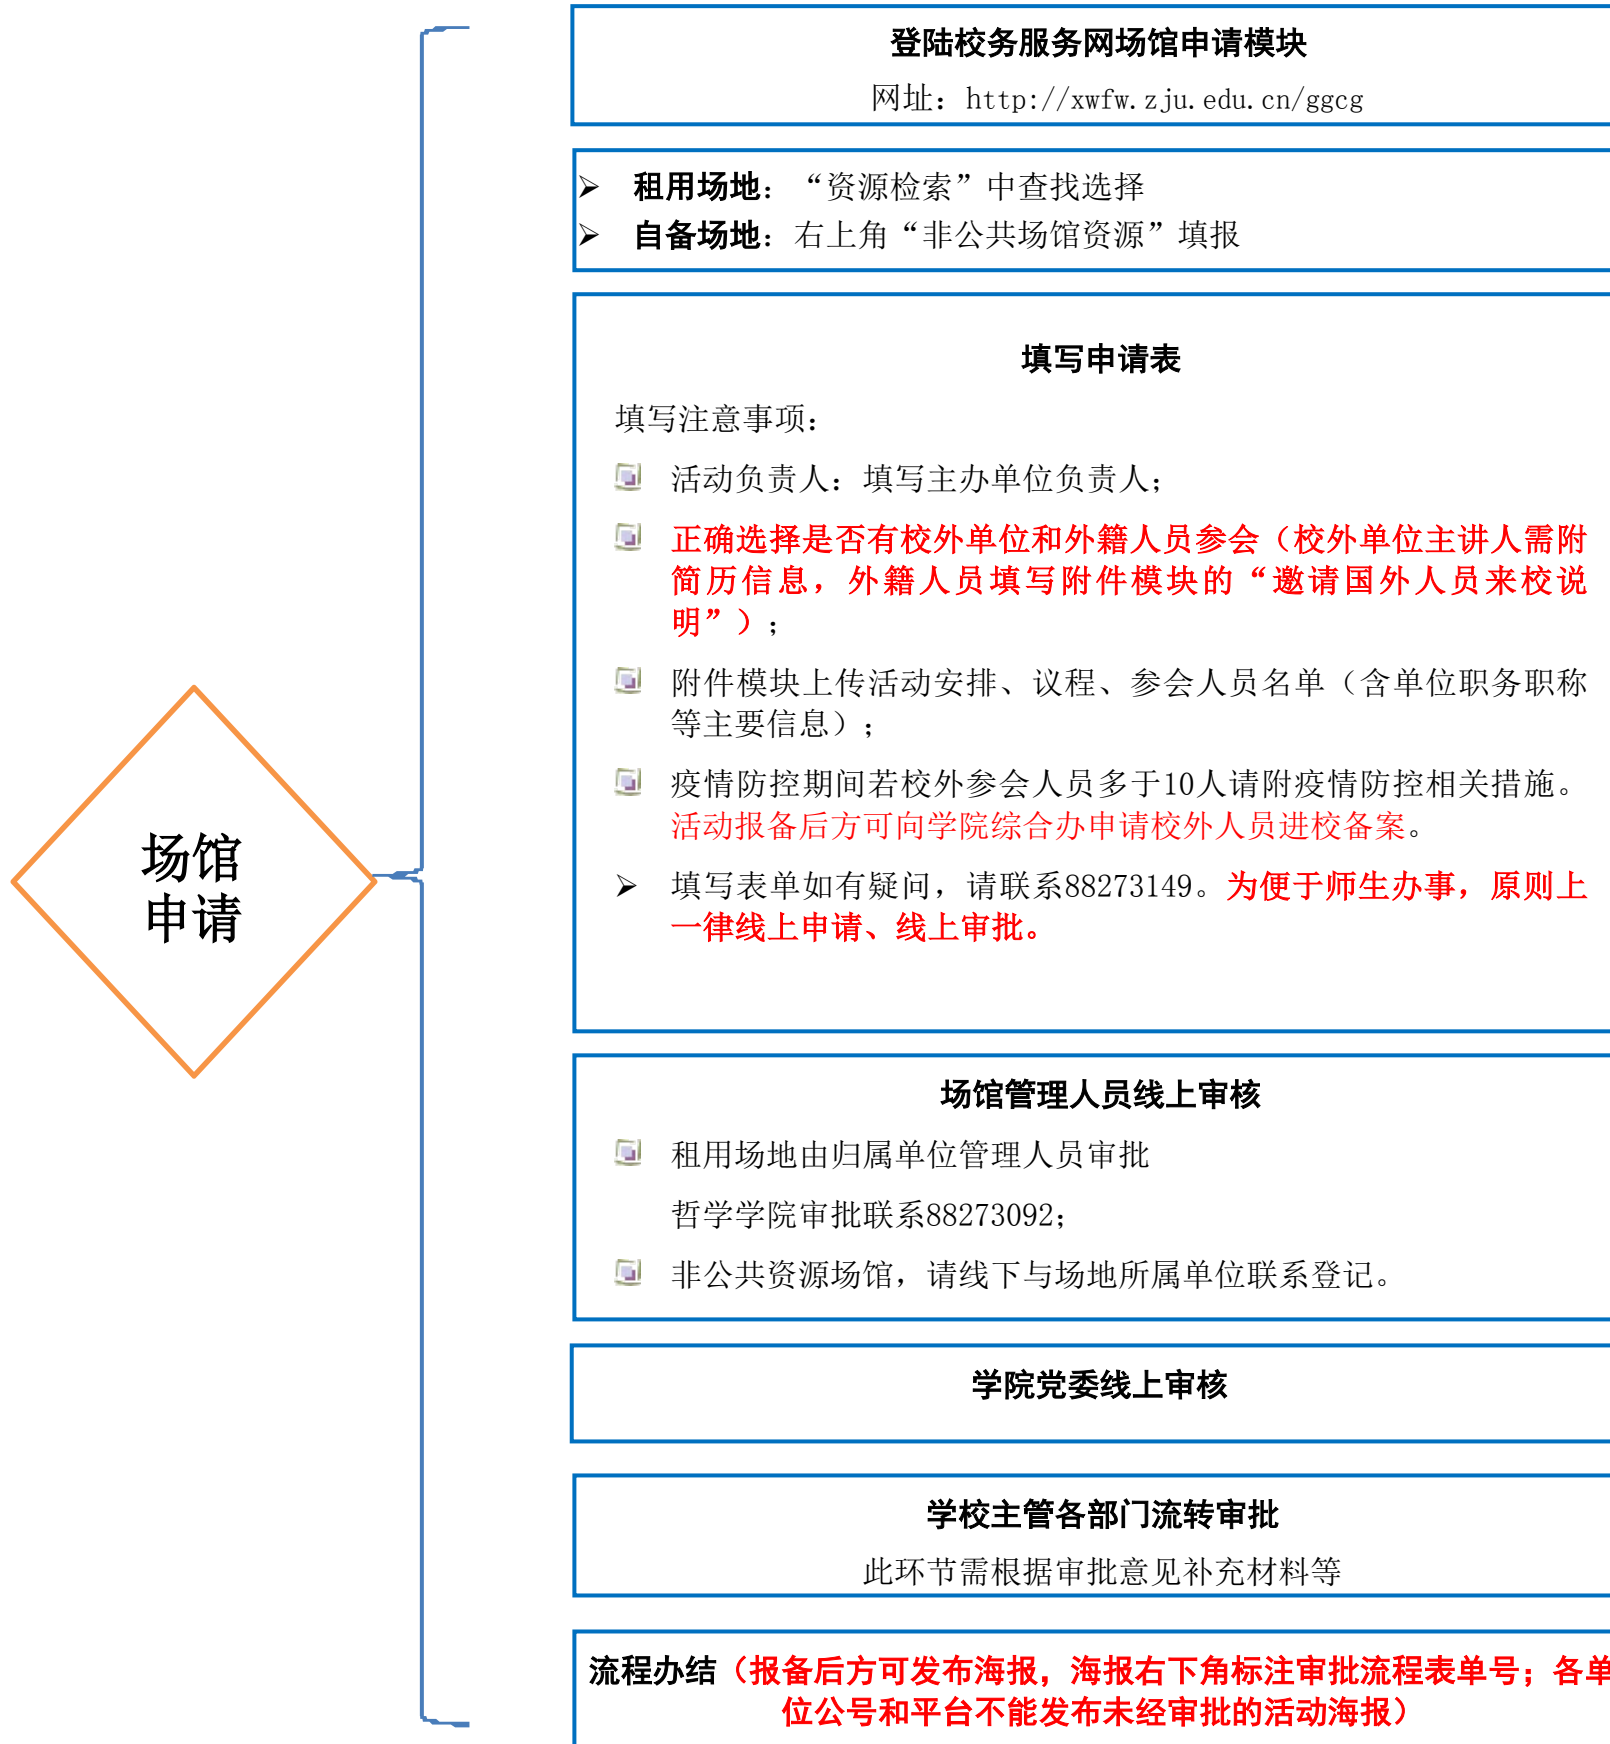 登陆校务服务网场馆申请模块
网址：http://xwfw.zju.edu.cn/ggcg
租用场地：“资源检索”中查找选择
自备场地：右上角“非公共场馆资源”填报
填写申请表
填写注意事项：
活动负责人：填写主办单位负责人；
正确选择是否有校外单位和外籍人员参会（校外单位主讲人需附
简历信息，外籍人员填写附件模块的“邀请国外人员来校说
明”）；
附件模块上传活动安排、议程、参会人员名单（含单位职务职称
等主要信息）；
疫情防控期间若校外参会人员多于10人请附疫情防控相关措施。
活动报备后方可向学院综合办申请校外人员进校备案。
填写表单如有疑问，请联系88273149。为便于师生办事，原则上
一律线上申请、线上审批。
场馆
申请
场馆管理人员线上审核
租用场地由归属单位管理人员审批
哲学学院审批联系88273092；
非公共资源场馆，请线下与场地所属单位联系登记。
学院党委线上审核
学校主管各部门流转审批
此环节需根据审批意见补充材料等
流程办结（报备后方可发布海报，海报右下角标注审批流程表单号；各单
位公号和平台不能发布未经审批的活动海报）